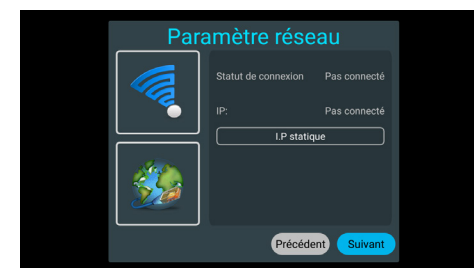 Paramètre réseau
Statut de connexion Pas connecté
IP: Pas connecté
I.P statique
Précédent Suivant